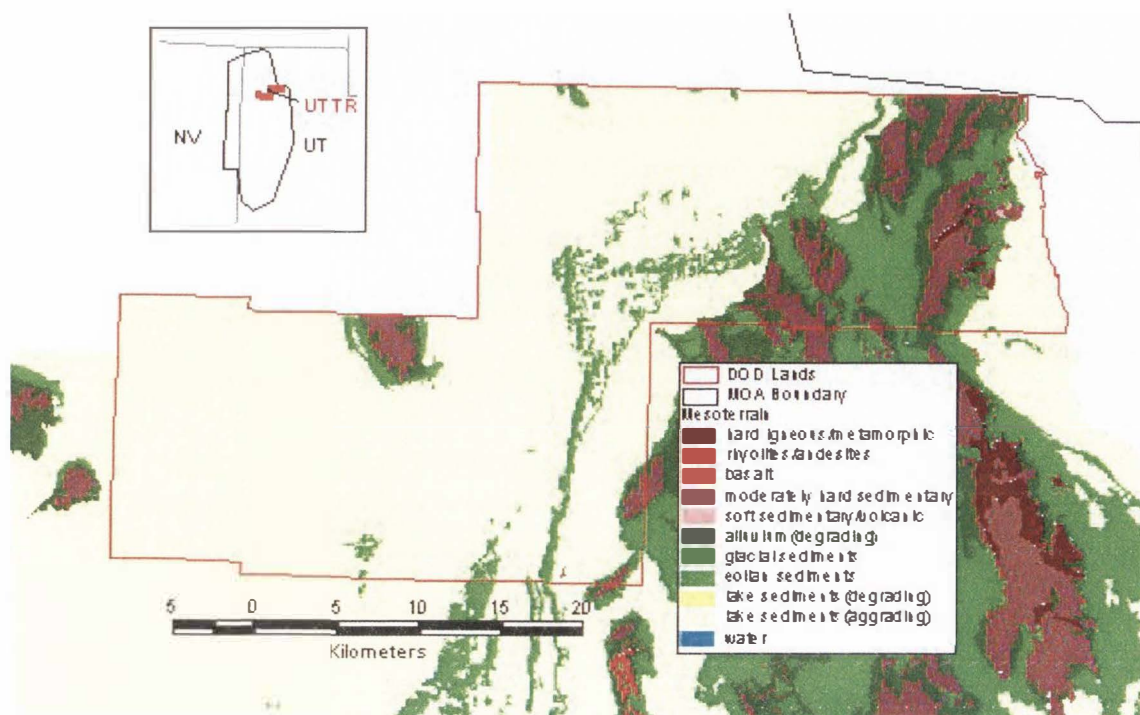 UTTR
NV
UT
DOD Lands
MOA Boundary
Mesoterrain
hard igneous/metamorphic
rhyolites/andesites
basalt
moderately hard sedimentary
soft sedimentary/volcanic
alluvium (degrading)
glacial sediments
eolian sediments
lake sediments (degrading)
lake sediments (aggrading)
water
5 0 5 10 15 20
Kilometers